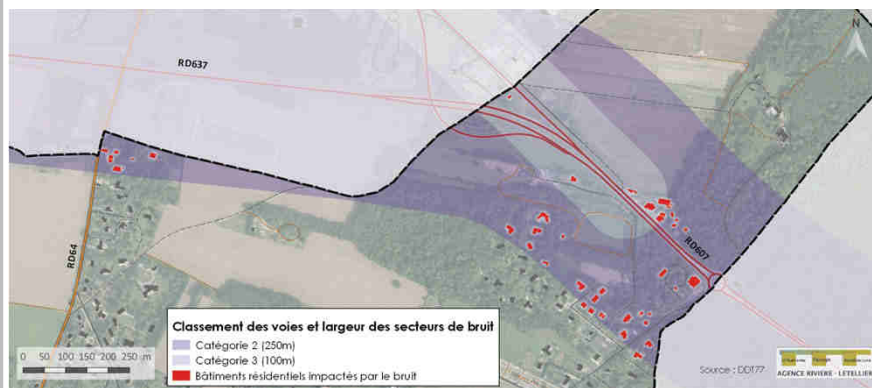 RD637
N
RD64
RD607
Classement des voies et largeur des secteurs de bruit
Catégorie 2 (250m)
Catégorie 3 (100m)
Bâtiments résidentiels impactés par le bruit
0 50 100 150 200 250 m
Source : DDT77
AGENCE RIVIERE - LETELLIER